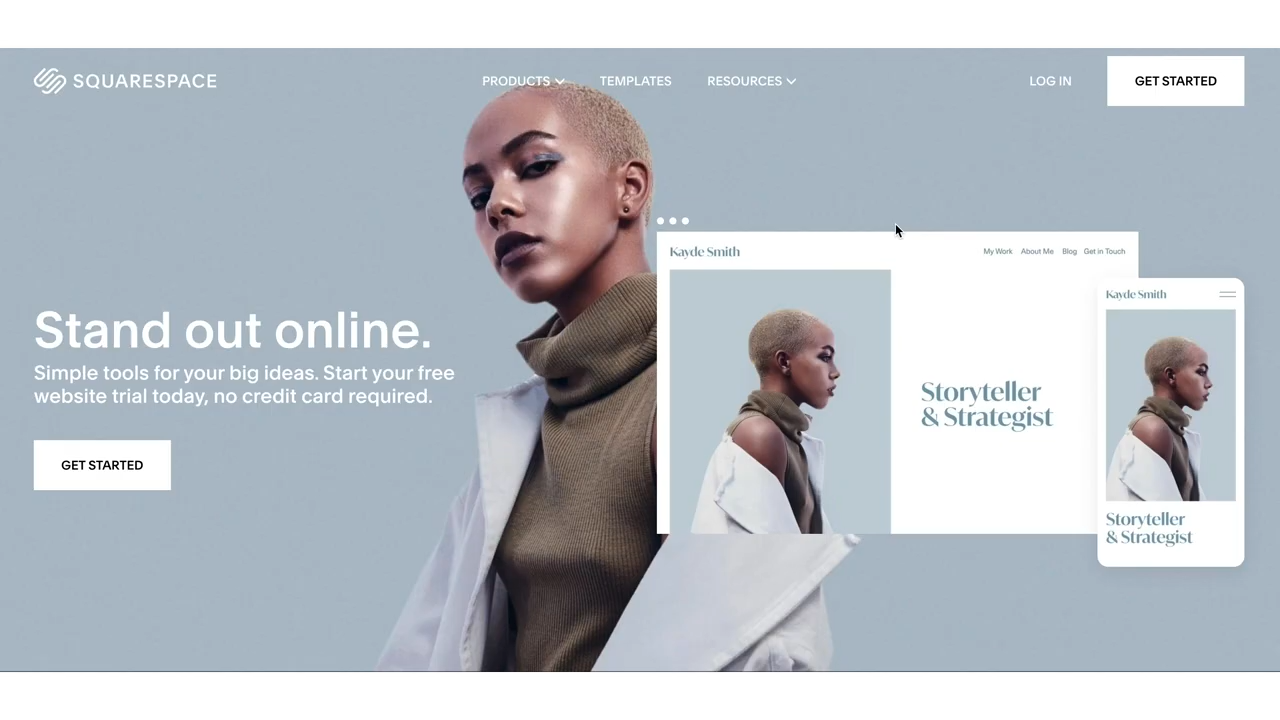 SQUARESPACE
PRODUCTS
TEMPLATES
RESOURCES
LOG IN
GET STARTED
Stand out online.
Simple tools for your big ideas. Start your free
website trial today, no credit card required.
GET STARTED
Kayde Smith
My Work
About Me
Blog
Get in Touch
Storyteller
& Strategist
Kayde Smith
Storyteller
& Strategist